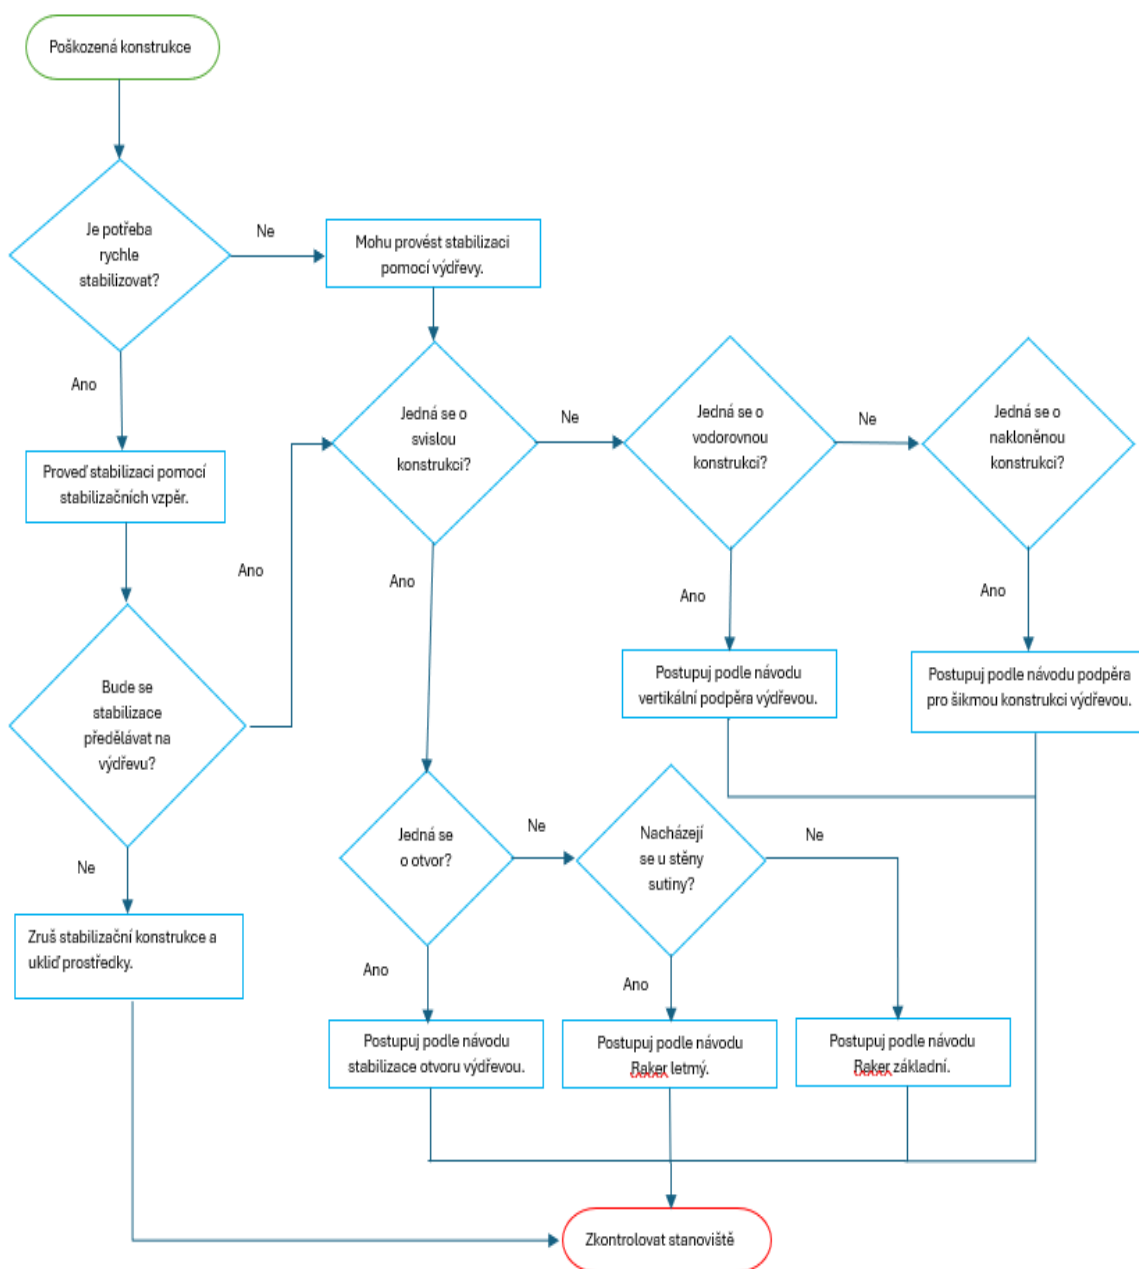 Poškozená konstrukce
Je potřeba
rychle
stabilizovat?
Ne
Mohu provést stabilizaci
pomocí výdřevy.
Ano
Proveď stabilizaci pomocí
stabilizačních vzpěr.
Jedná se o
svislou
konstrukci?
Ne
Jedná se o
vodorovnou
konstrukci?
Ne
Jedná se o
nakloněnou
konstrukci?
Ano
Ano
Ano
Ano
Bude se
stabilizace
předělávat na
výdřevu?
Postupuj podle návodu
vertikální podpěra výdřevou.
Postupuj podle návodu podpěra
pro šikmou konstrukci výdřevou.
Ne
Zruš stabilizační konstrukce a
ukliď prostředky.
Jedná se
o otvor?
Ne
Nacházejí
se u stěny
sutiny?
Ne
Ano
Ano
Postupuj podle návodu
stabilizace otvoru výdřevou.
Postupuj podle návodu
Raker letmý.
Postupuj podle návodu
Raker základní.
Zkontrolovat stanoviště